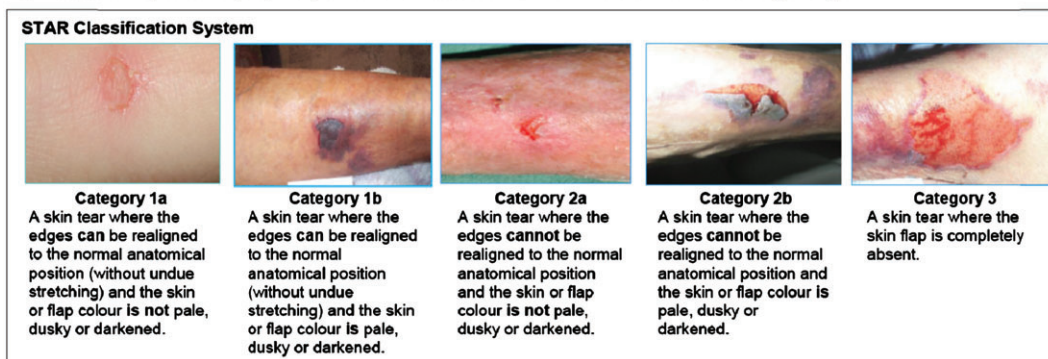 STAR Classification System
Category 1a
A skin tear where the
edges can be realigned
to the normal anatomical
position (without undue
stretching) and the skin
or flap colour is not pale,
dusky or darkened.
Category 1b
A skin tear where the
edges can be realigned
to the normal
anatomical position
(without undue
stretching) and the skin
or flap colour is pale,
dusky or darkened.
Category 2a
A skin tear where the
edges cannot be
realigned to the normal
anatomical position
and the skin or flap
colour is not pale,
dusky or darkened.
Category 2b
A skin tear where the
edges cannot be
realigned to the normal
anatomical position and
the skin or flap colour is
pale, dusky or
darkened.
Category 3
A skin tear where the
skin flap is completely
absent.